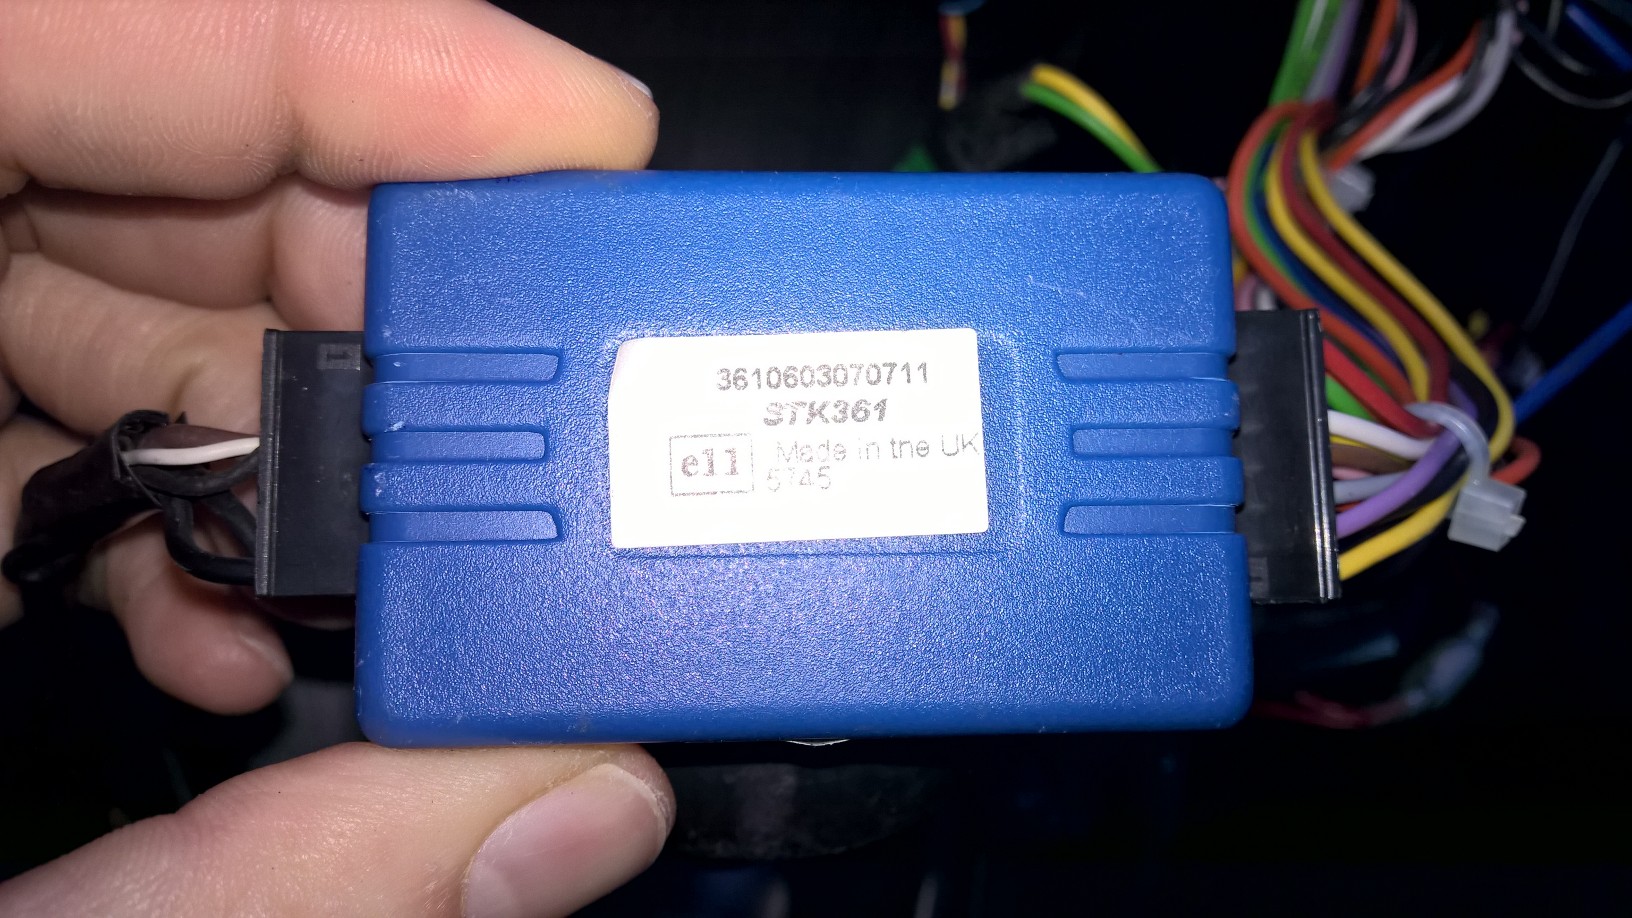 3610603070711
STK361
e11 Made in the UK
5745